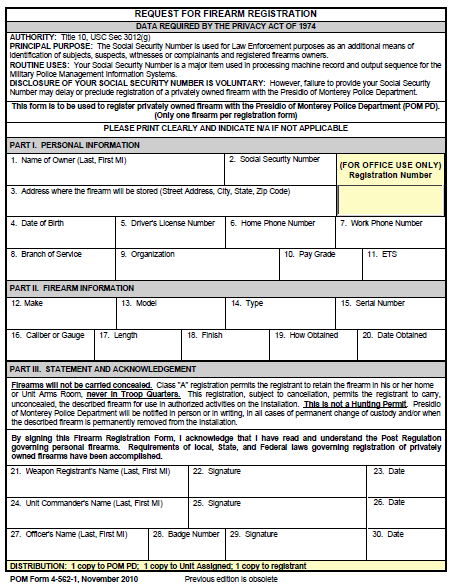 REQUEST FOR FIREARM REGISTRATION
DATA REQUIRED BY THE PRIVACY ACT OF 1974
AUTHORITY: Title 10, USC Sec 3012(g)
PRINCIPAL PURPOSE: The Social Security Number is used for Law Enforcement purposes as an additional means of
identification of subjects, suspects, witnesses or complainants and registered firearms owners.
ROUTINE USES: Your Social Security Number is a major item used in processing machine record and output sequence for the
Military Police Management Information Systems.
DISCLOSURE OF YOUR SOCIAL SECURITY NUMBER IS VOLUNTARY: However, failure to provide your Social Security
Number may delay or preclude registration of a privately owned firearm with the Presidio of Monterey Police Department.
This form is to be used to register privately owned firearm with the Presidio of Monterey Police Department (POM PD).
(Only one firearm per registration form)
PLEASE PRINT CLEARLY AND INDICATE N/A IF NOT APPLICABLE
PART I. PERSONAL INFORMATION
1. Name of Owner (Last, First MI) 2. Social Security Number (FOR OFFICE USE ONLY)
Registration Number
3. Address where the firearm will be stored (Street Address, City, State, Zip Code)
4. Date of Birth 5. Driver's License Number 6. Home Phone Number 7. Work Phone Number
8. Branch of Service 9. Organization 10. Pay Grade 11. ETS
PART II. FIREARM INFORMATION
12. Make 13. Model 14. Type 15. Serial Number
16. Caliber or Gauge 17. Length 18. Finish 19. How Obtained 20. Date Obtained
PART III. STATEMENT AND ACKNOWLEDGEMENT
Firearms will not be carried concealed. Class "A" registration permits the registrant to retain the firearm in his or her home
or Unit Arms Room, never in Troop Quarters. This registration, subject to cancellation, permits the registrant to carry,
unconcealed, the described firearm for use in authorized activities on the installation. This is not a Hunting Permit. Presidio
of Monterey Police Department will be notified in person or in writing, in all cases of permanent change of custody and/or when
the described firearm is permanently removed from the installation.
By signing this Firearm Registration Form, I acknowledge that I have read and understand the Post Regulation
governing personal firearms. Requirements of local, State, and Federal laws governing registration of privately
owned firearms have been accomplished.
21. Weapon Registrant's Name (Last, First MI) 22. Signature 23. Date
24. Unit Commander's Name (Last, First MI) 25. Signature 26. Date
27. Officer's Name (Last, First MI) 28. Badge Number 29. Signature 30. Date
DISTRIBUTION: 1 copy to POM PD; 1 copy to Unit Assigned; 1 copy to registrant
POM Form 4-562-1, November 2010 Previous edition is obsolete